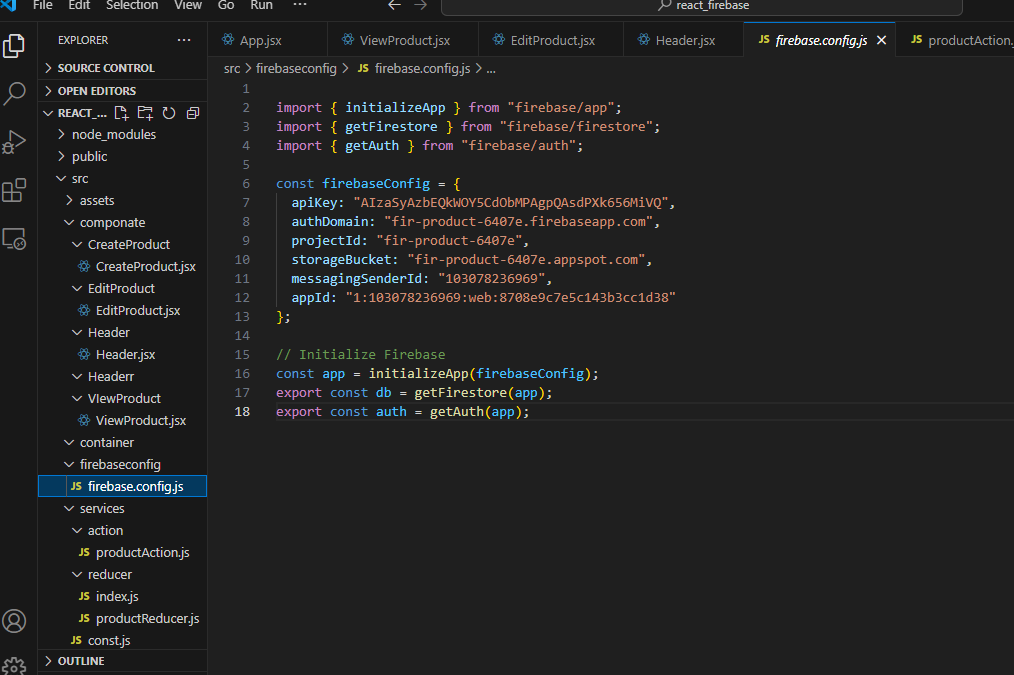 File Edit Selection View Go Run ··· ← → react_firebase
EXPLORER ···
SOURCE CONTROL
OPEN EDITORS
REACT_...
node_modules
public
src
assets
componate
CreateProduct
CreateProduct.jsx
EditProduct
EditProduct.jsx
Header
Header.jsx
Headerr
VIewProduct
ViewProduct.jsx
container
firebaseconfig
JS firebase.config.js
services
action
JS productAction.js
reducer
JS index.js
JS productReducer.js
JS const.js
OUTLINE
App.jsx ViewProduct.jsx EditProduct.jsx Header.jsx JS firebase.config.js JS productAction.
src > firebaseconfig > JS firebase.config.js > ...
1
2 import { initializeApp } from "firebase/app";
3 import { getFirestore } from "firebase/firestore";
4 import { getAuth } from "firebase/auth";
5
6 const firebaseConfig = {
7 apiKey: "AIzaSyAzbEQkWOY5CdObMPAgpQAsdPXk656MiVQ",
8 authDomain: "fir-product-6407e.firebaseapp.com",
9 projectId: "fir-product-6407e",
10 storageBucket: "fir-product-6407e.appspot.com",
11 messagingSenderId: "103078236969",
12 appId: "1:103078236969:web:8708e9c7e5c143b3cc1d38"
13 };
14
15 // Initialize Firebase
16 const app = initializeApp(firebaseConfig);
17 export const db = getFirestore(app);
18 export const auth = getAuth(app);